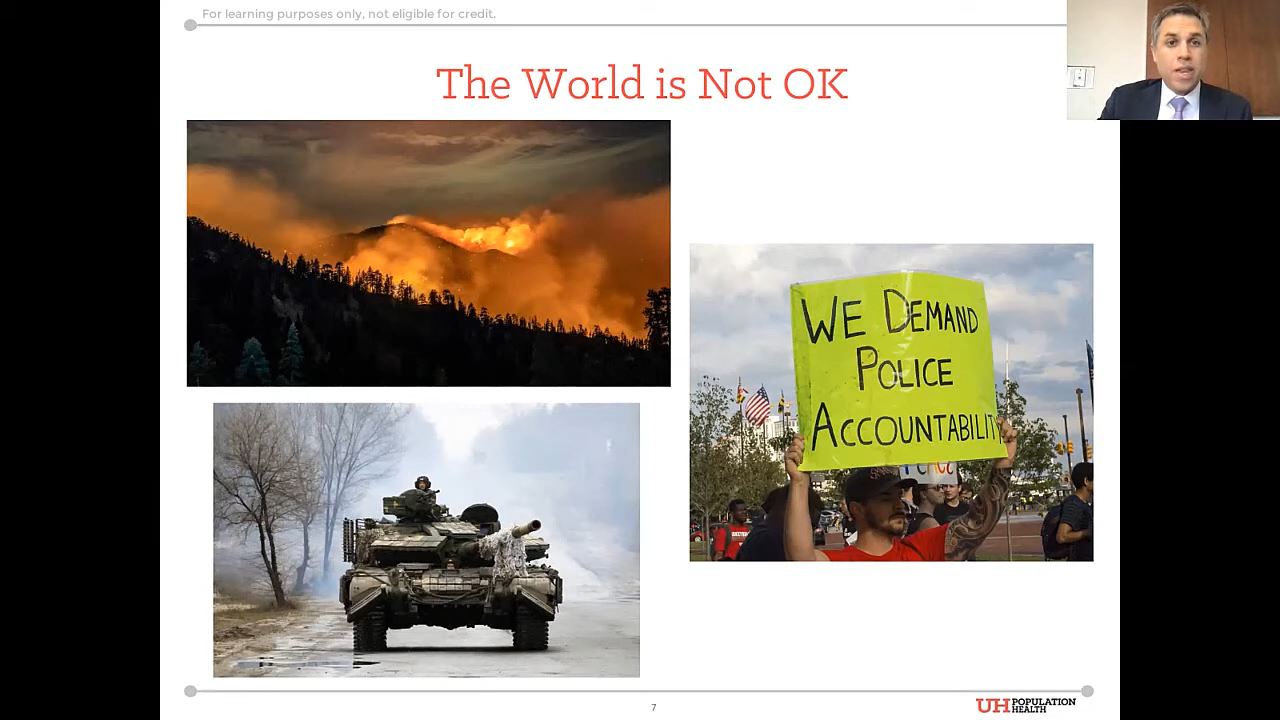 For learning purposes only, not eligible for credit.
The World is Not OK
WE DEMAND
POLICE
ACCOUNTABILITY
7
UH POPULATION
HEALTH